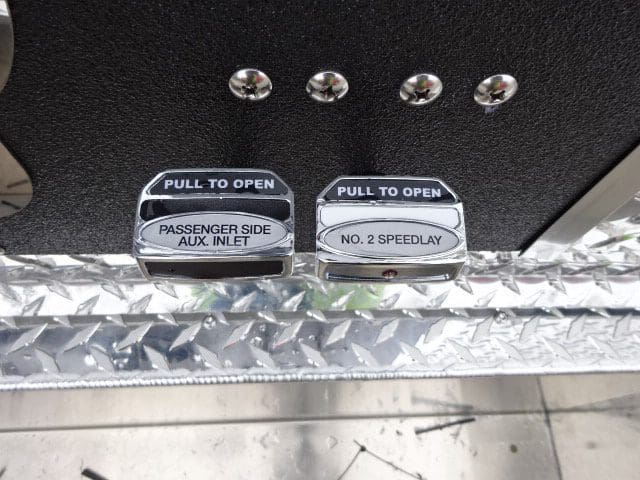 PULL TO OPEN
PASSENGER SIDE
AUX. INLET
PULL TO OPEN
NO. 2 SPEEDLAY